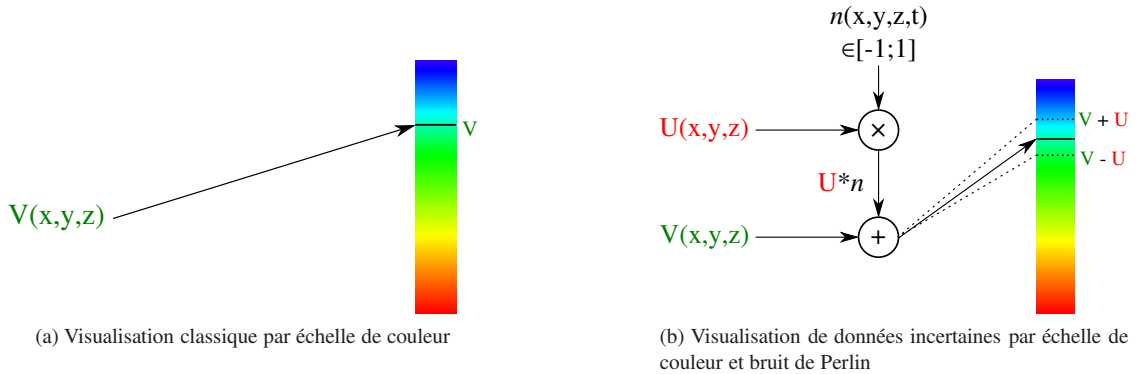 V(x,y,z)
V
(a) Visualisation classique par échelle de couleur
n(x,y,z,t)
∈[-1;1]
U(x,y,z)
×
U*n
V(x,y,z)
+
V + U
V - U
(b) Visualisation de données incertaines par échelle de
couleur et bruit de Perlin